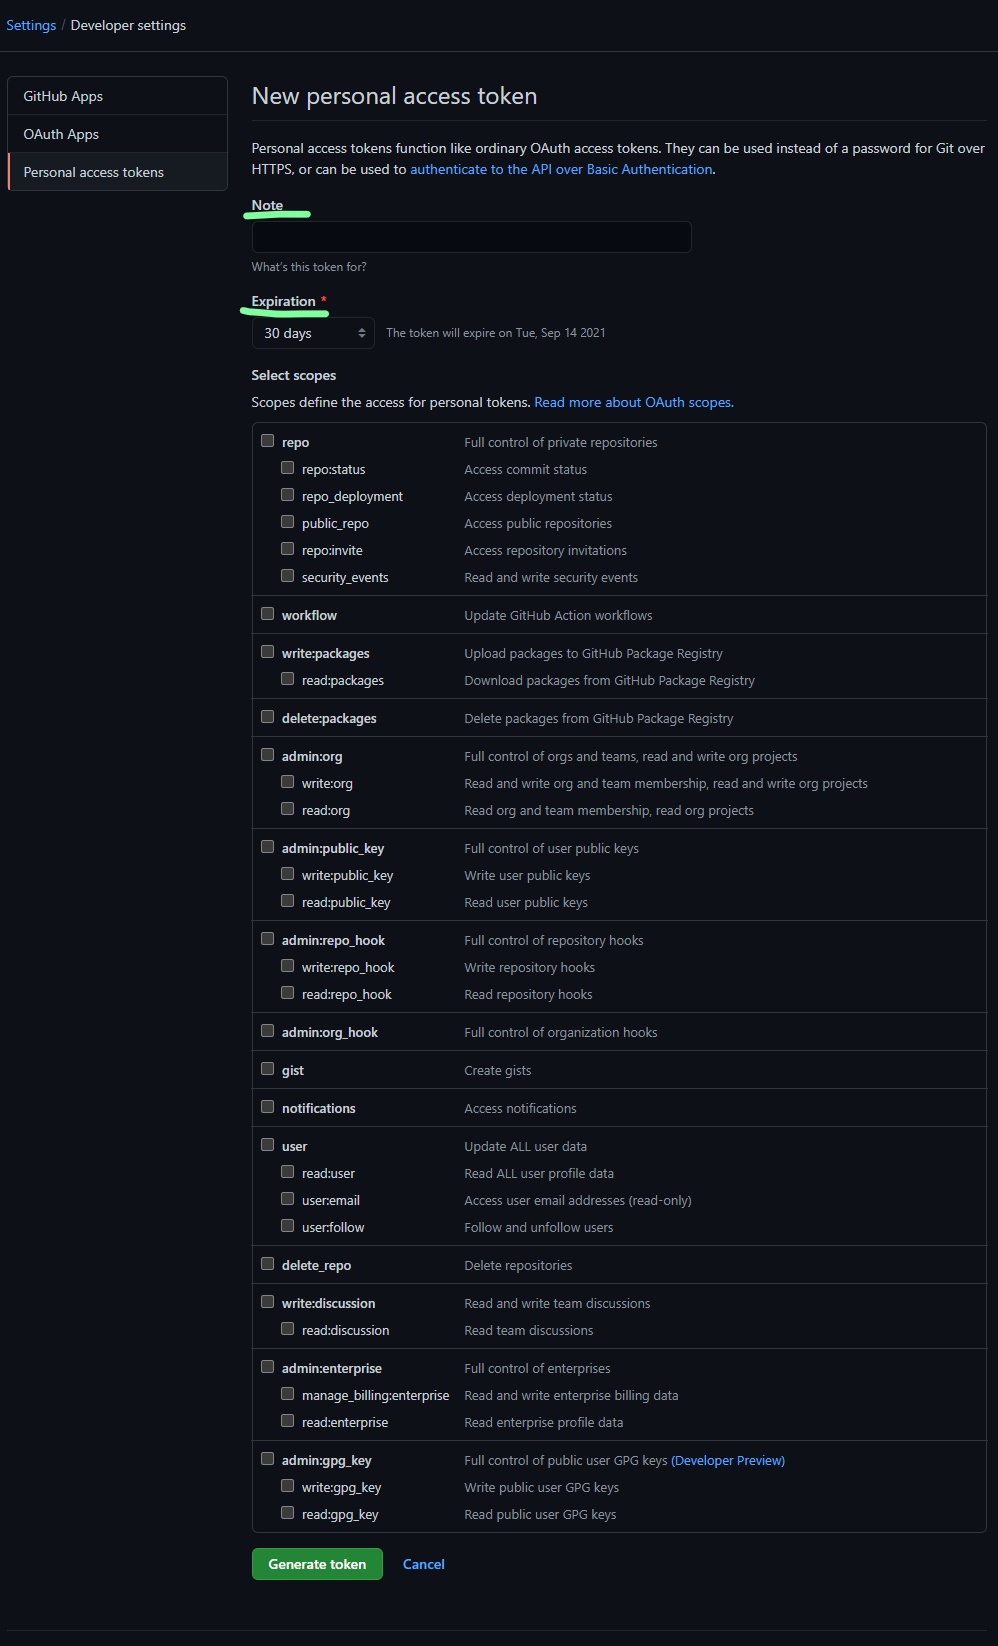 Settings / Developer settings
GitHub Apps
OAuth Apps
Personal access tokens
New personal access token
Personal access tokens function like ordinary OAuth access tokens. They can be used instead of a password for Git over
HTTPS, or can be used to authenticate to the API over Basic Authentication.
Note
What's this token for?
Expiration *
30 days The token will expire on Tue, Sep 14 2021
Select scopes
Scopes define the access for personal tokens. Read more about OAuth scopes.
repo Full control of private repositories
repo:status Access commit status
repo_deployment Access deployment status
public_repo Access public repositories
repo:invite Access repository invitations
security_events Read and write security events
workflow Update GitHub Action workflows
write:packages Upload packages to GitHub Package Registry
read:packages Download packages from GitHub Package Registry
delete:packages Delete packages from GitHub Package Registry
admin:org Full control of orgs and teams, read and write org projects
write:org Read and write org and team membership, read and write org projects
read:org Read org and team membership, read org projects
admin:public_key Full control of user public keys
write:public_key Write user public keys
read:public_key Read user public keys
admin:repo_hook Full control of repository hooks
write:repo_hook Write repository hooks
read:repo_hook Read repository hooks
admin:org_hook Full control of organization hooks
gist Create gists
notifications Access notifications
user Update ALL user data
read:user Read ALL user profile data
user:email Access user email addresses (read-only)
user:follow Follow and unfollow users
delete_repo Delete repositories
write:discussion Read and write team discussions
read:discussion Read team discussions
admin:enterprise Full control of enterprises
manage_billing:enterprise Read and write enterprise billing data
read:enterprise Read enterprise profile data
admin:gpg_key Full control of public user GPG keys (Developer Preview)
write:gpg_key Write public user GPG keys
read:gpg_key Read public user GPG keys
Generate token Cancel